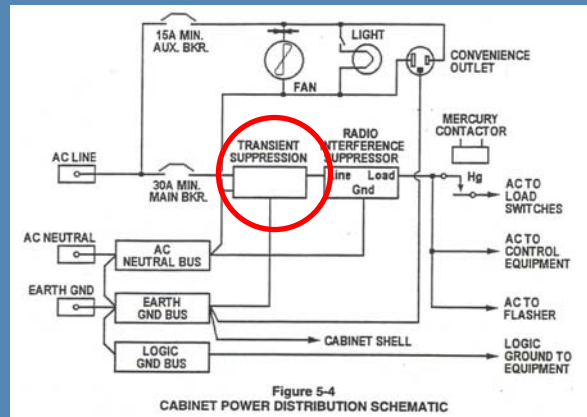 15A MIN.
AUX. BKR.
LIGHT
FAN
CONVENIENCE
OUTLET
MERCURY
CONTACTOR
TRANSIENT
SUPPRESSION
RADIO
INTERFERENCE
SUPPRESSOR
AC LINE
30A MIN.
MAIN BKR.
Line Load
Gnd
Hg
AC TO
LOAD
SWITCHES
AC NEUTRAL
AC
NEUTRAL BUS
AC TO
CONTROL
EQUIPMENT
EARTH GND
EARTH
GND BUS
AC TO
FLASHER
CABINET SHELL
LOGIC
GND BUS
LOGIC
GROUND TO
EQUIPMENT
Figure 5-4
CABINET POWER DISTRIBUTION SCHEMATIC